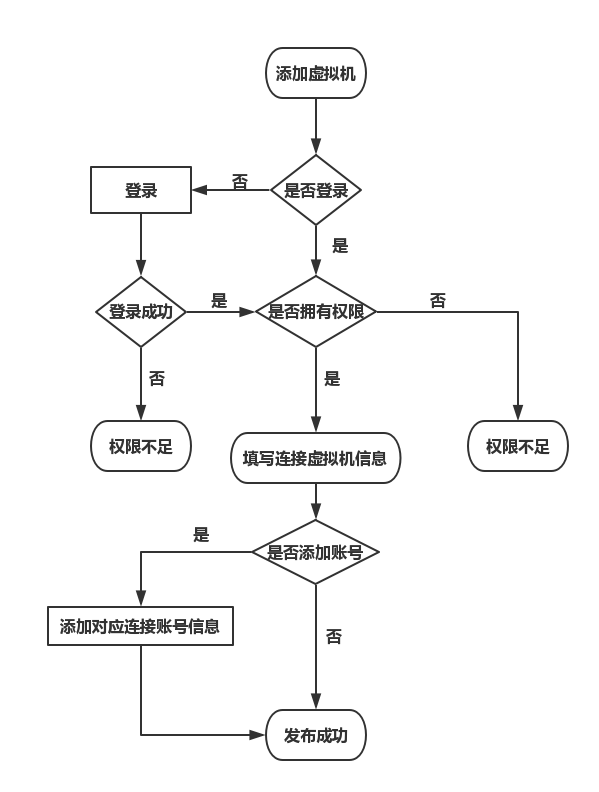 添加虚拟机
否
登录
是否登录
是
登录成功
是
是否拥有权限
否
否
是
权限不足
填写连接虚拟机信息
权限不足
是
是否添加账号
添加对应连接账号信息
否
发布成功